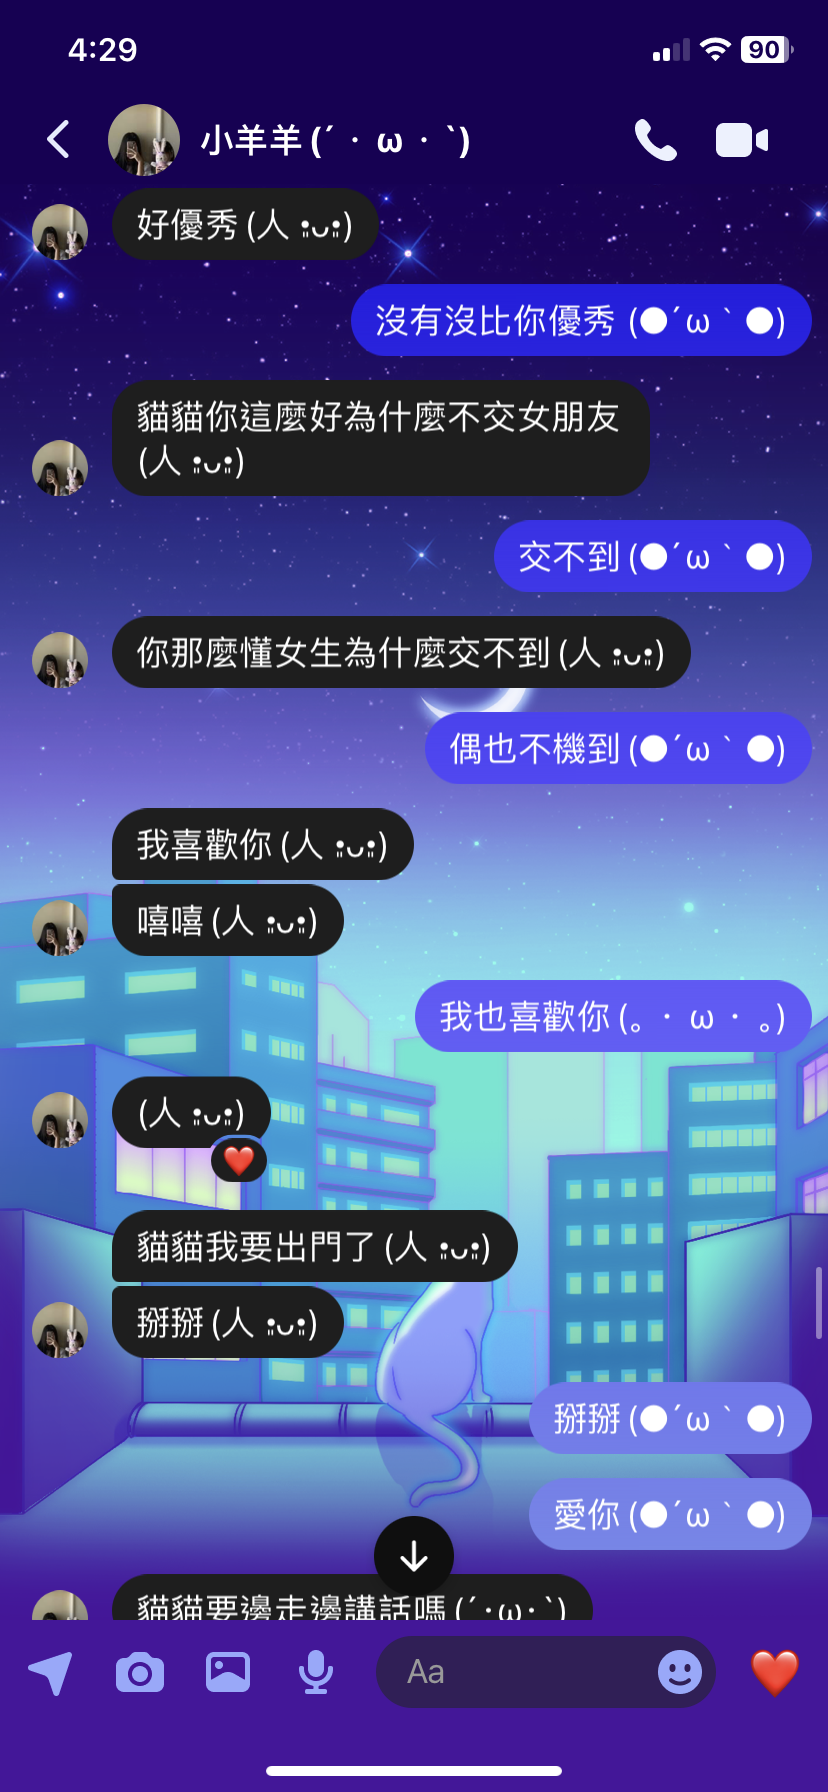 4:29
90
小羊羊 (´・ω・`)
好優秀 (人 :ᴗ:)
沒有沒比你優秀 (●´ω｀●)
貓貓你這麼好為什麼不交女朋友
(人 :ᴗ:)
交不到 (●´ω｀●)
你那麼懂女生為什麼交不到 (人 :ᴗ:)
偶也不機到 (●´ω｀●)
我喜歡你 (人 :ᴗ:)
嘻嘻 (人 :ᴗ:)
我也喜歡你 (。・ω・。)
(人 :ᴗ:)
❤️
貓貓我要出門了 (人 :ᴗ:)
掰掰 (人 :ᴗ:)
掰掰 (●´ω｀●)
愛你 (●´ω｀●)
貓貓要邊走邊講話嗎 (´･ω･`)
Aa